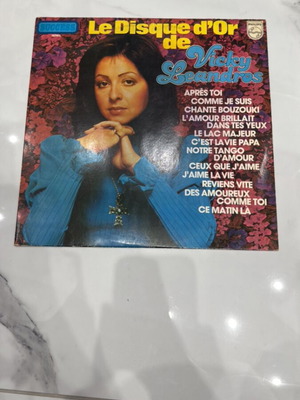 Le Disque d'Or
de
Vicky
Leandros
PHILIPS
APRÈS TOI
COMME JE SUIS
CHANTE BOUZOUKI
L'AMOUR BRILLAIT
DANS TES YEUX
LE LAC MAJEUR
C'EST LA VIE PAPA
NOTRE TANGO
D'AMOUR
CEUX QUE J'AIME
J'AIME LA VIE
REVIENS VITE
DES AMOUREUX
COMME TOI
CE MATIN LÀ